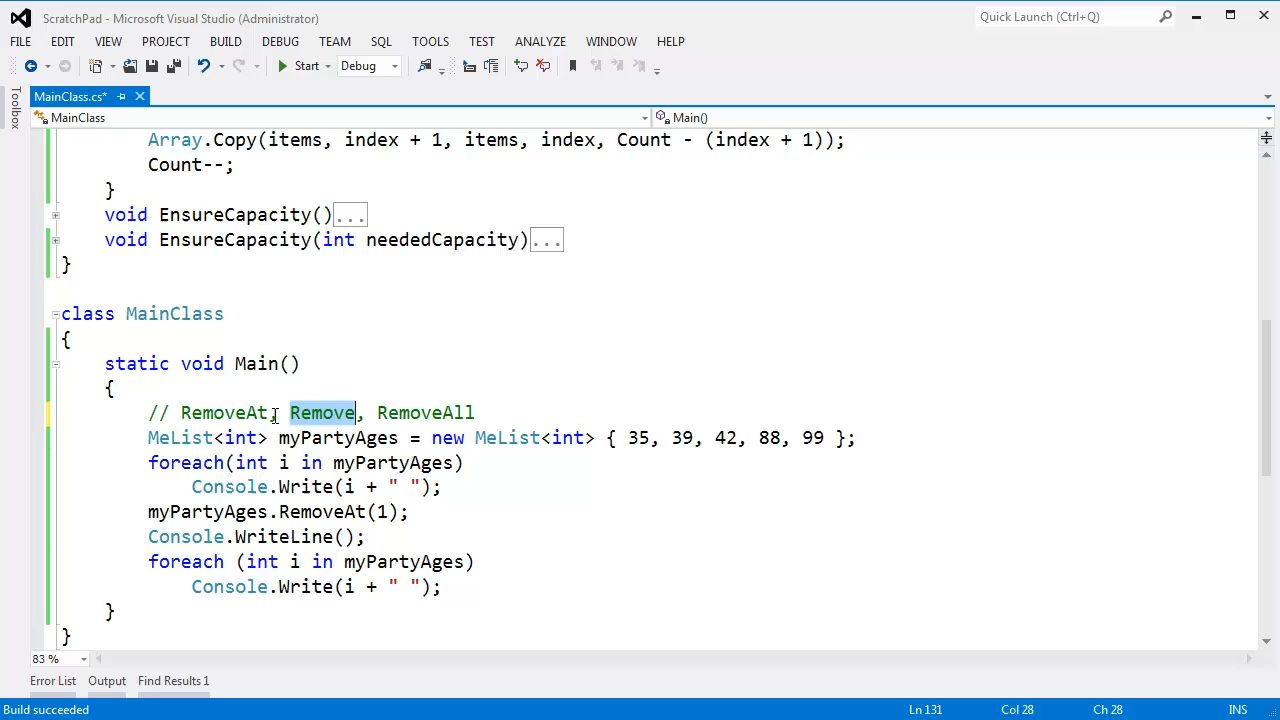 ScratchPad - Microsoft Visual Studio (Administrator)
Quick Launch (Ctrl+Q)
FILE EDIT VIEW PROJECT BUILD DEBUG TEAM SQL TOOLS TEST ANALYZE WINDOW HELP
Start Debug
Toolbox
MainClass.cs*
MainClass Main()
Array.Copy(items, index + 1, items, index, Count - (index + 1));
Count--;
}
void EnsureCapacity()...
void EnsureCapacity(int neededCapacity)...
}
class MainClass
{
static void Main()
{
// RemoveAt, Remove, RemoveAll
MeList<int> myPartyAges = new MeList<int> { 35, 39, 42, 88, 99 };
foreach(int i in myPartyAges)
Console.Write(i + " ");
myPartyAges.RemoveAt(1);
Console.WriteLine();
foreach (int i in myPartyAges)
Console.Write(i + " ");
}
}
83 %
Error List Output Find Results 1
Build succeeded Ln 131 Col 28 Ch 28 INS